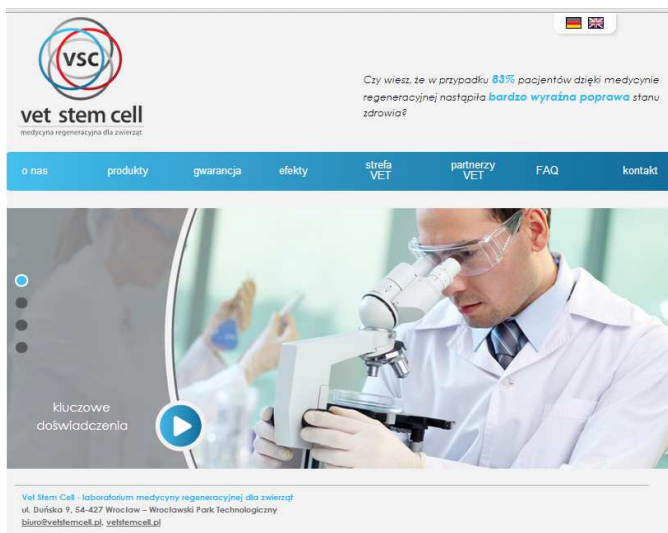 VSC
vet stem cell
medycyna regeneracyjna dla zwierząt
Czy wiesz, że w przypadku 83% pacjentów dzięki medycynie
regeneracyjnej nastąpiła bardzo wyraźna poprawa stanu
zdrowia?
o nas produkty gwarancja efekty strefa VET partnerzy VET FAQ kontakt
kluczowe
doświadczenia
Vet Stem Cell - laboratorium medycyny regeneracyjnej dla zwierząt
ul. Duńska 9, 54-427 Wrocław – Wrocławski Park Technologiczny
biuro@vetstemcell.pl, vetstemcell.pl